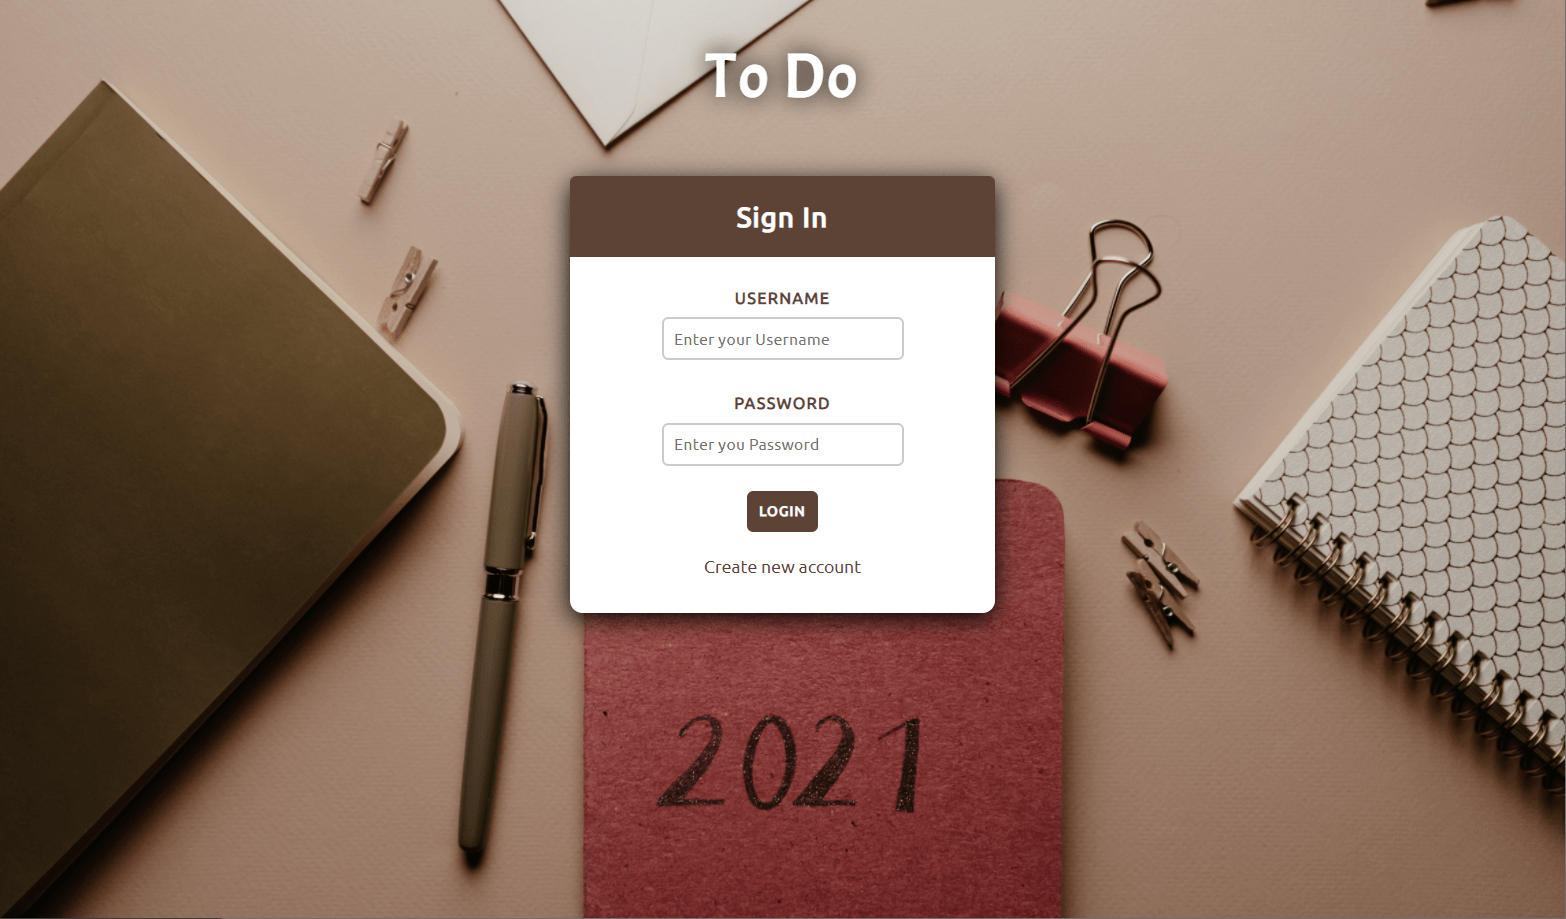 To Do
Sign In
USERNAME
Enter your Username
PASSWORD
Enter you Password
LOGIN
Create new account
2021